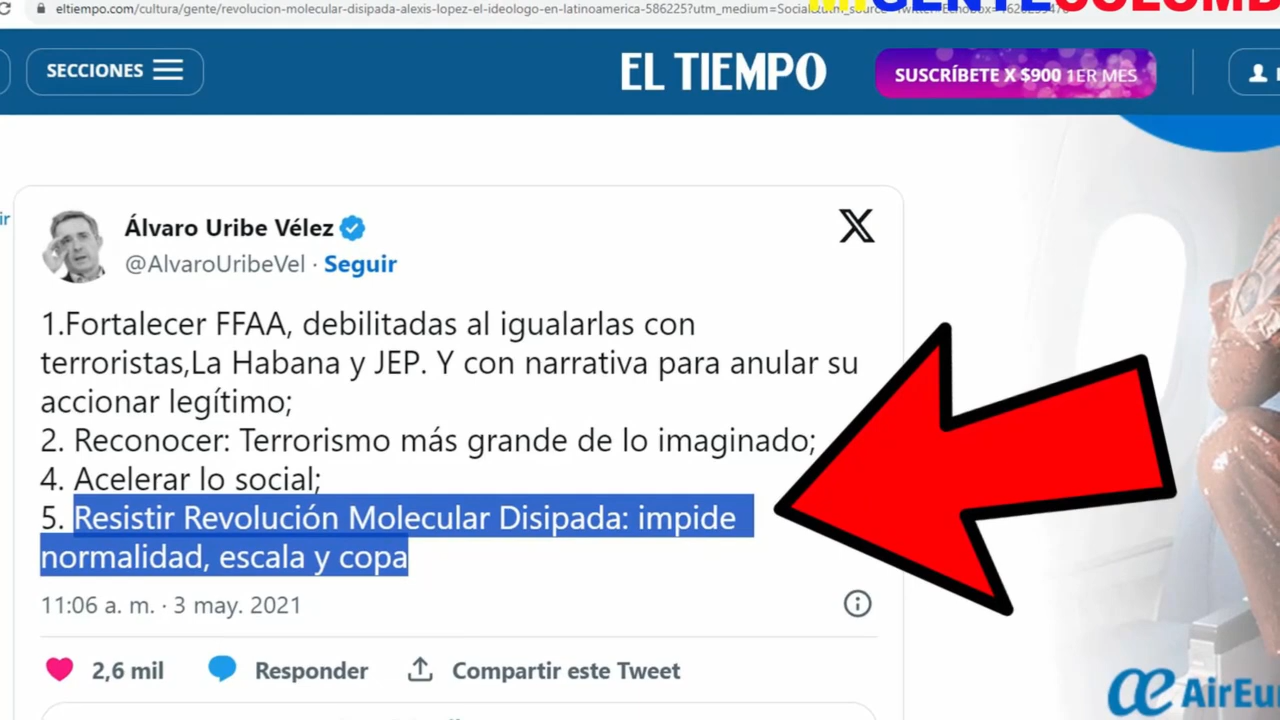 eltiempo.com/cultura/gente/revolucion-molecular-disipada-alexis-lopez-el-ideologo-en-latinoamerica-586225?utm_medium=Social&utm_source=Twitter
SECCIONES
EL TIEMPO
SUSCRÍBETE X $900 1ER MES
ir
Álvaro Uribe Vélez
@AlvaroUribeVel · Seguir
1.Fortalecer FFAA, debilitadas al igualarlas con
terroristas,La Habana y JEP. Y con narrativa para anular su
accionar legítimo;
2. Reconocer: Terrorismo más grande de lo imaginado;
4. Acelerar lo social;
5. Resistir Revolución Molecular Disipada: impide
normalidad, escala y copa
11:06 a. m. · 3 may. 2021
2,6 mil
Responder
Compartir este Tweet
AirEu